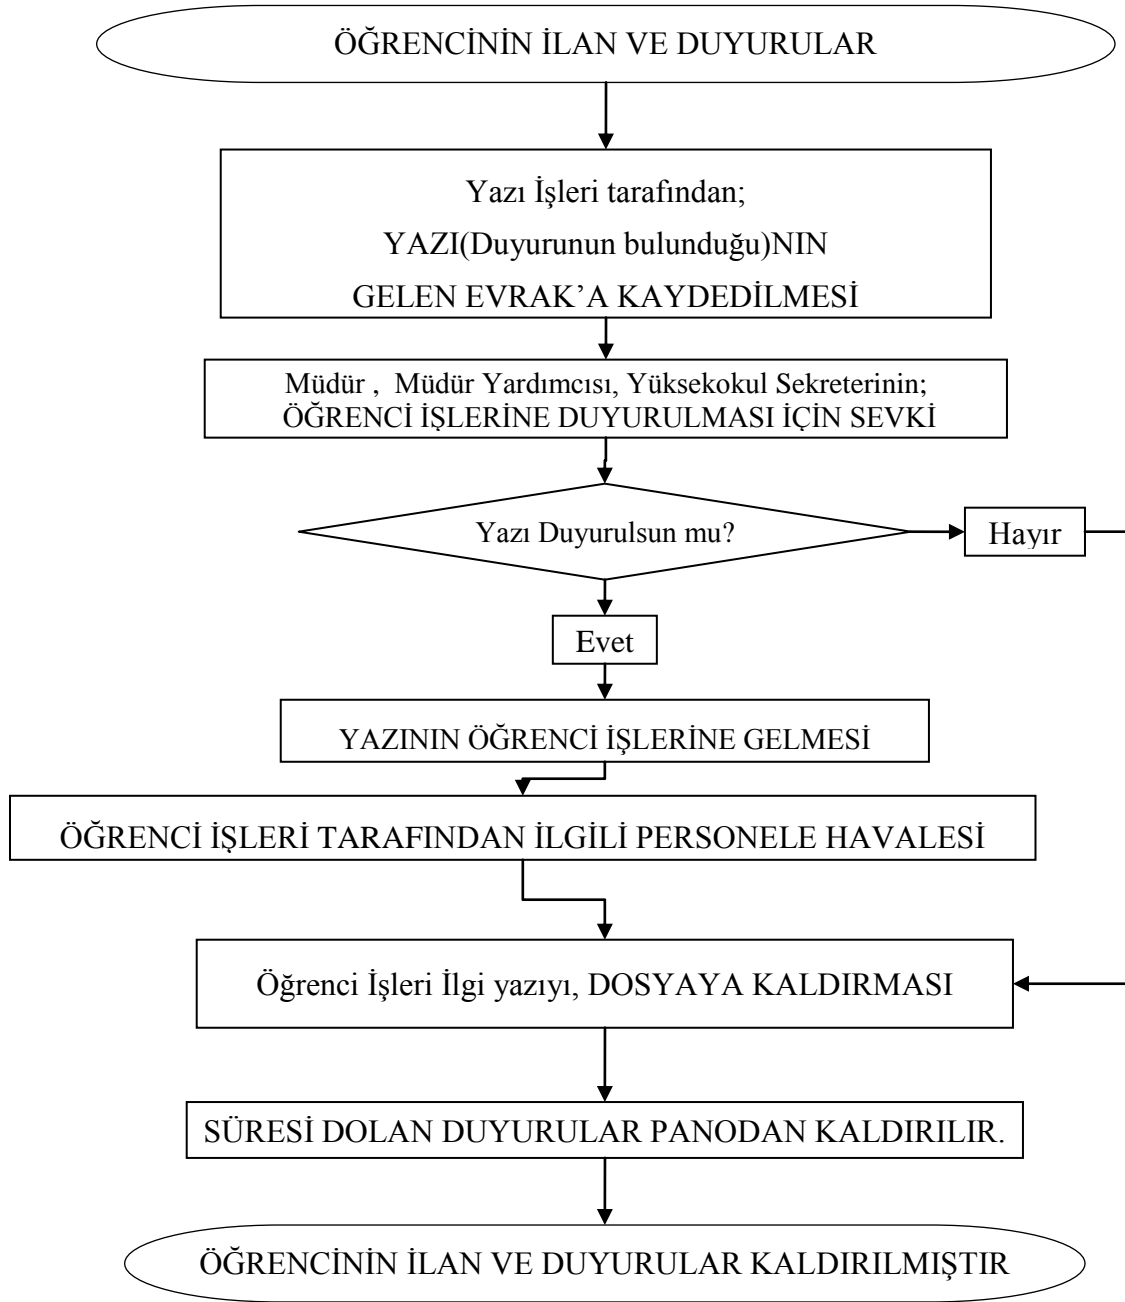 ÖĞRENCİNİN İLAN VE DUYURULAR
Yazı İşleri tarafından;
YAZI(Duyurunun bulunduğu)NIN
GELEN EVRAK’A KAYDEDİLMESİ
Müdür , Müdür Yardımcısı, Yüksekokul Sekreterinin;
ÖĞRENCİ İŞLERİNE DUYURULMASI İÇİN SEVKİ
Yazı Duyurulsun mu?
Hayır
Evet
YAZININ ÖĞRENCİ İŞLERİNE GELMESİ
ÖĞRENCİ İŞLERİ TARAFINDAN İLGİLİ PERSONELE HAVALESİ
Öğrenci İşleri İlgi yazıyı, DOSYAYA KALDIRMASI
SÜRESİ DOLAN DUYURULAR PANODAN KALDIRILIR.
ÖĞRENCİNİN İLAN VE DUYURULAR KALDIRILMIŞTIR